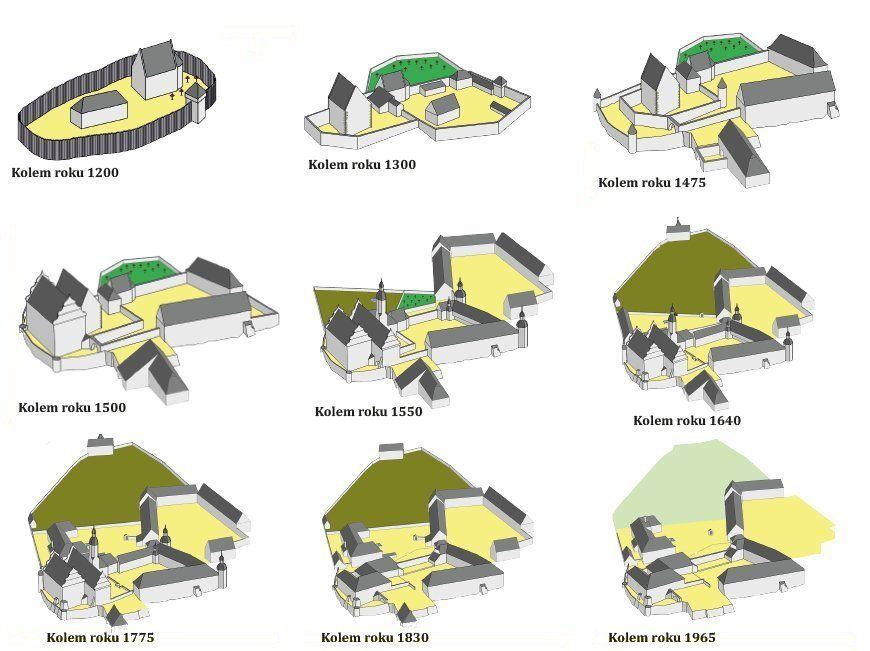 Kolem roku 1200
Kolem roku 1300
Kolem roku 1475
Kolem roku 1500
Kolem roku 1550
Kolem roku 1640
Kolem roku 1775
Kolem roku 1830
Kolem roku 1965